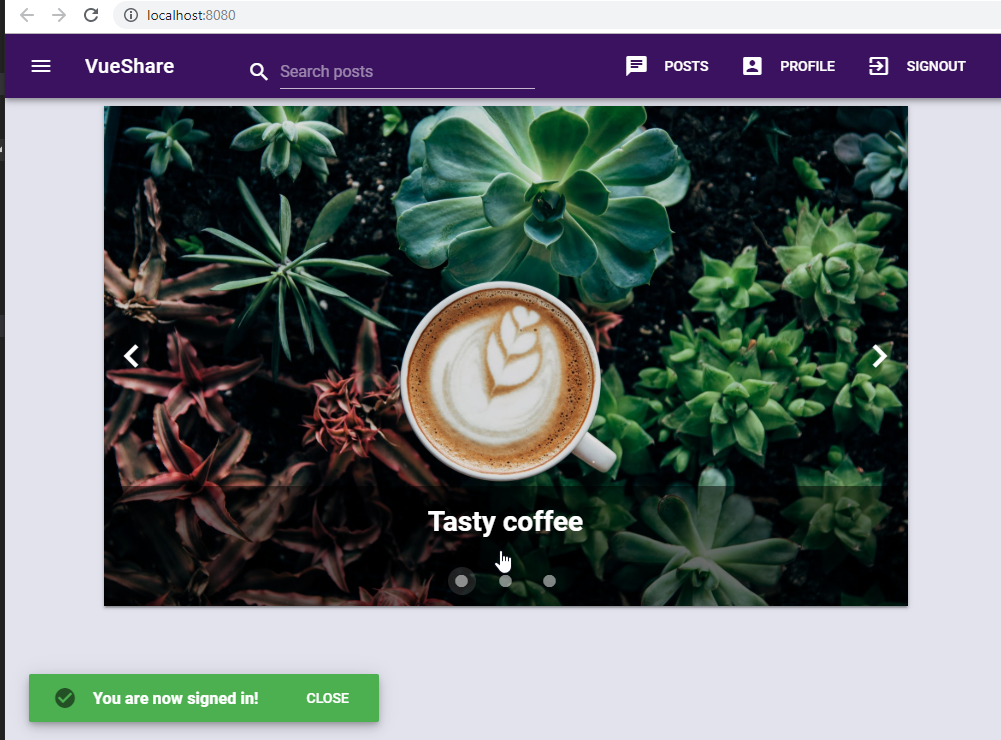 localhost:8080
VueShare
Search posts
POSTS
PROFILE
SIGNOUT
Tasty coffee
You are now signed in!
CLOSE